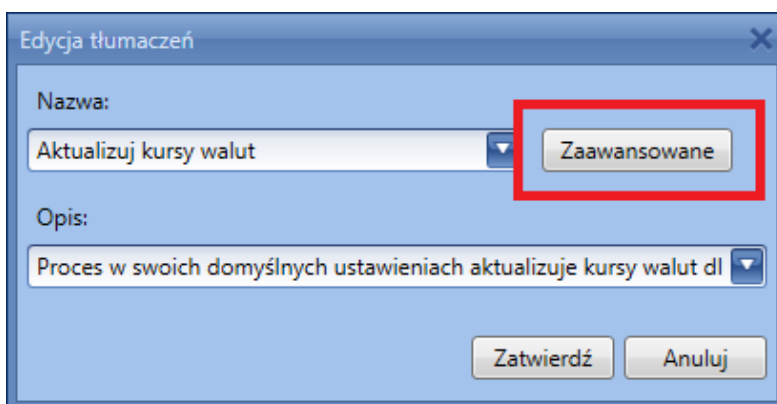 Edycja tłumaczeń
Nazwa:
Aktualizuj kursy walut
Zaawansowane
Opis:
Proces w swoich domyślnych ustawieniach aktualizuje kursy walut dl
Zatwierdź
Anuluj